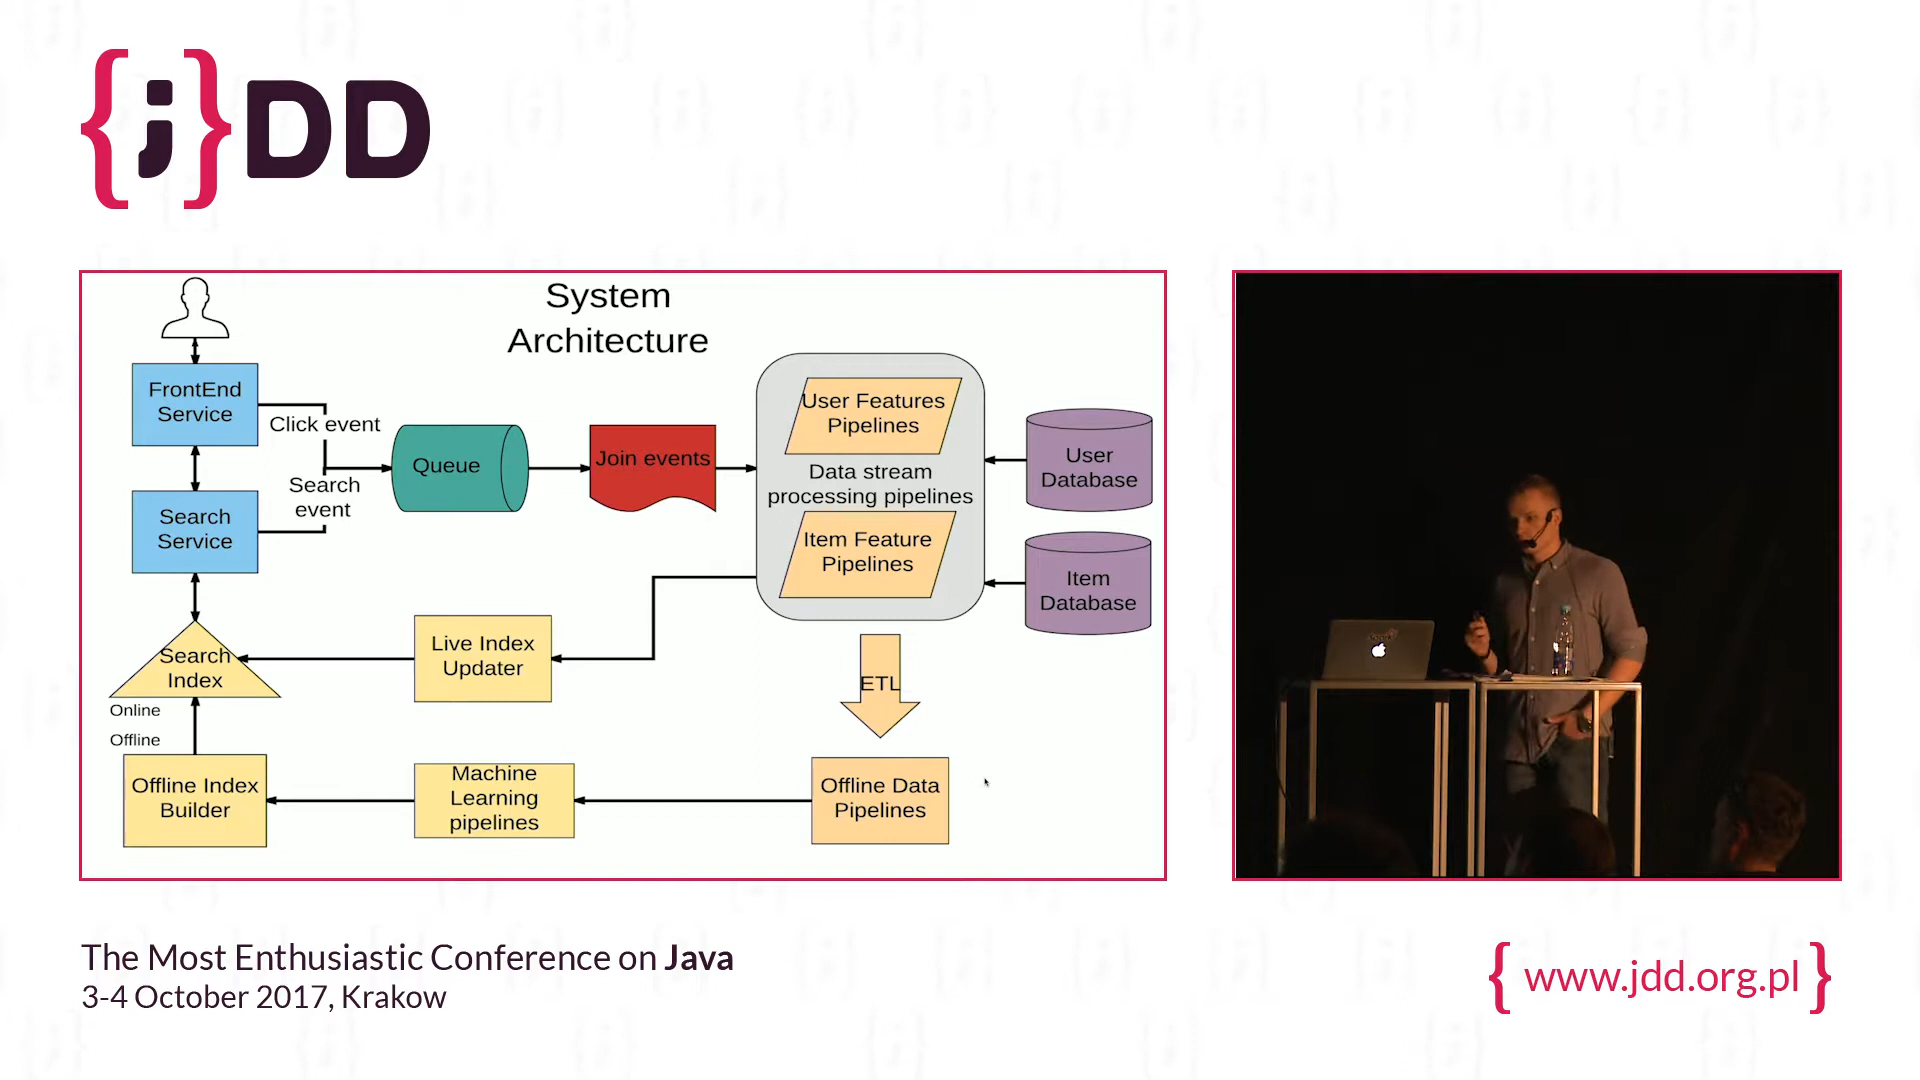 {;}DD
System
Architecture
FrontEnd
Service
Click event
Search
event
Search
Service
Queue
Join events
User Features
Pipelines
Data stream
processing pipelines
Item Feature
Pipelines
User
Database
Item
Database
Search
Index
Live Index
Updater
ETL
Online
Offline
Offline Index
Builder
Machine
Learning
pipelines
Offline Data
Pipelines
The Most Enthusiastic Conference on Java
3-4 October 2017, Krakow
{ www.jdd.org.pl }